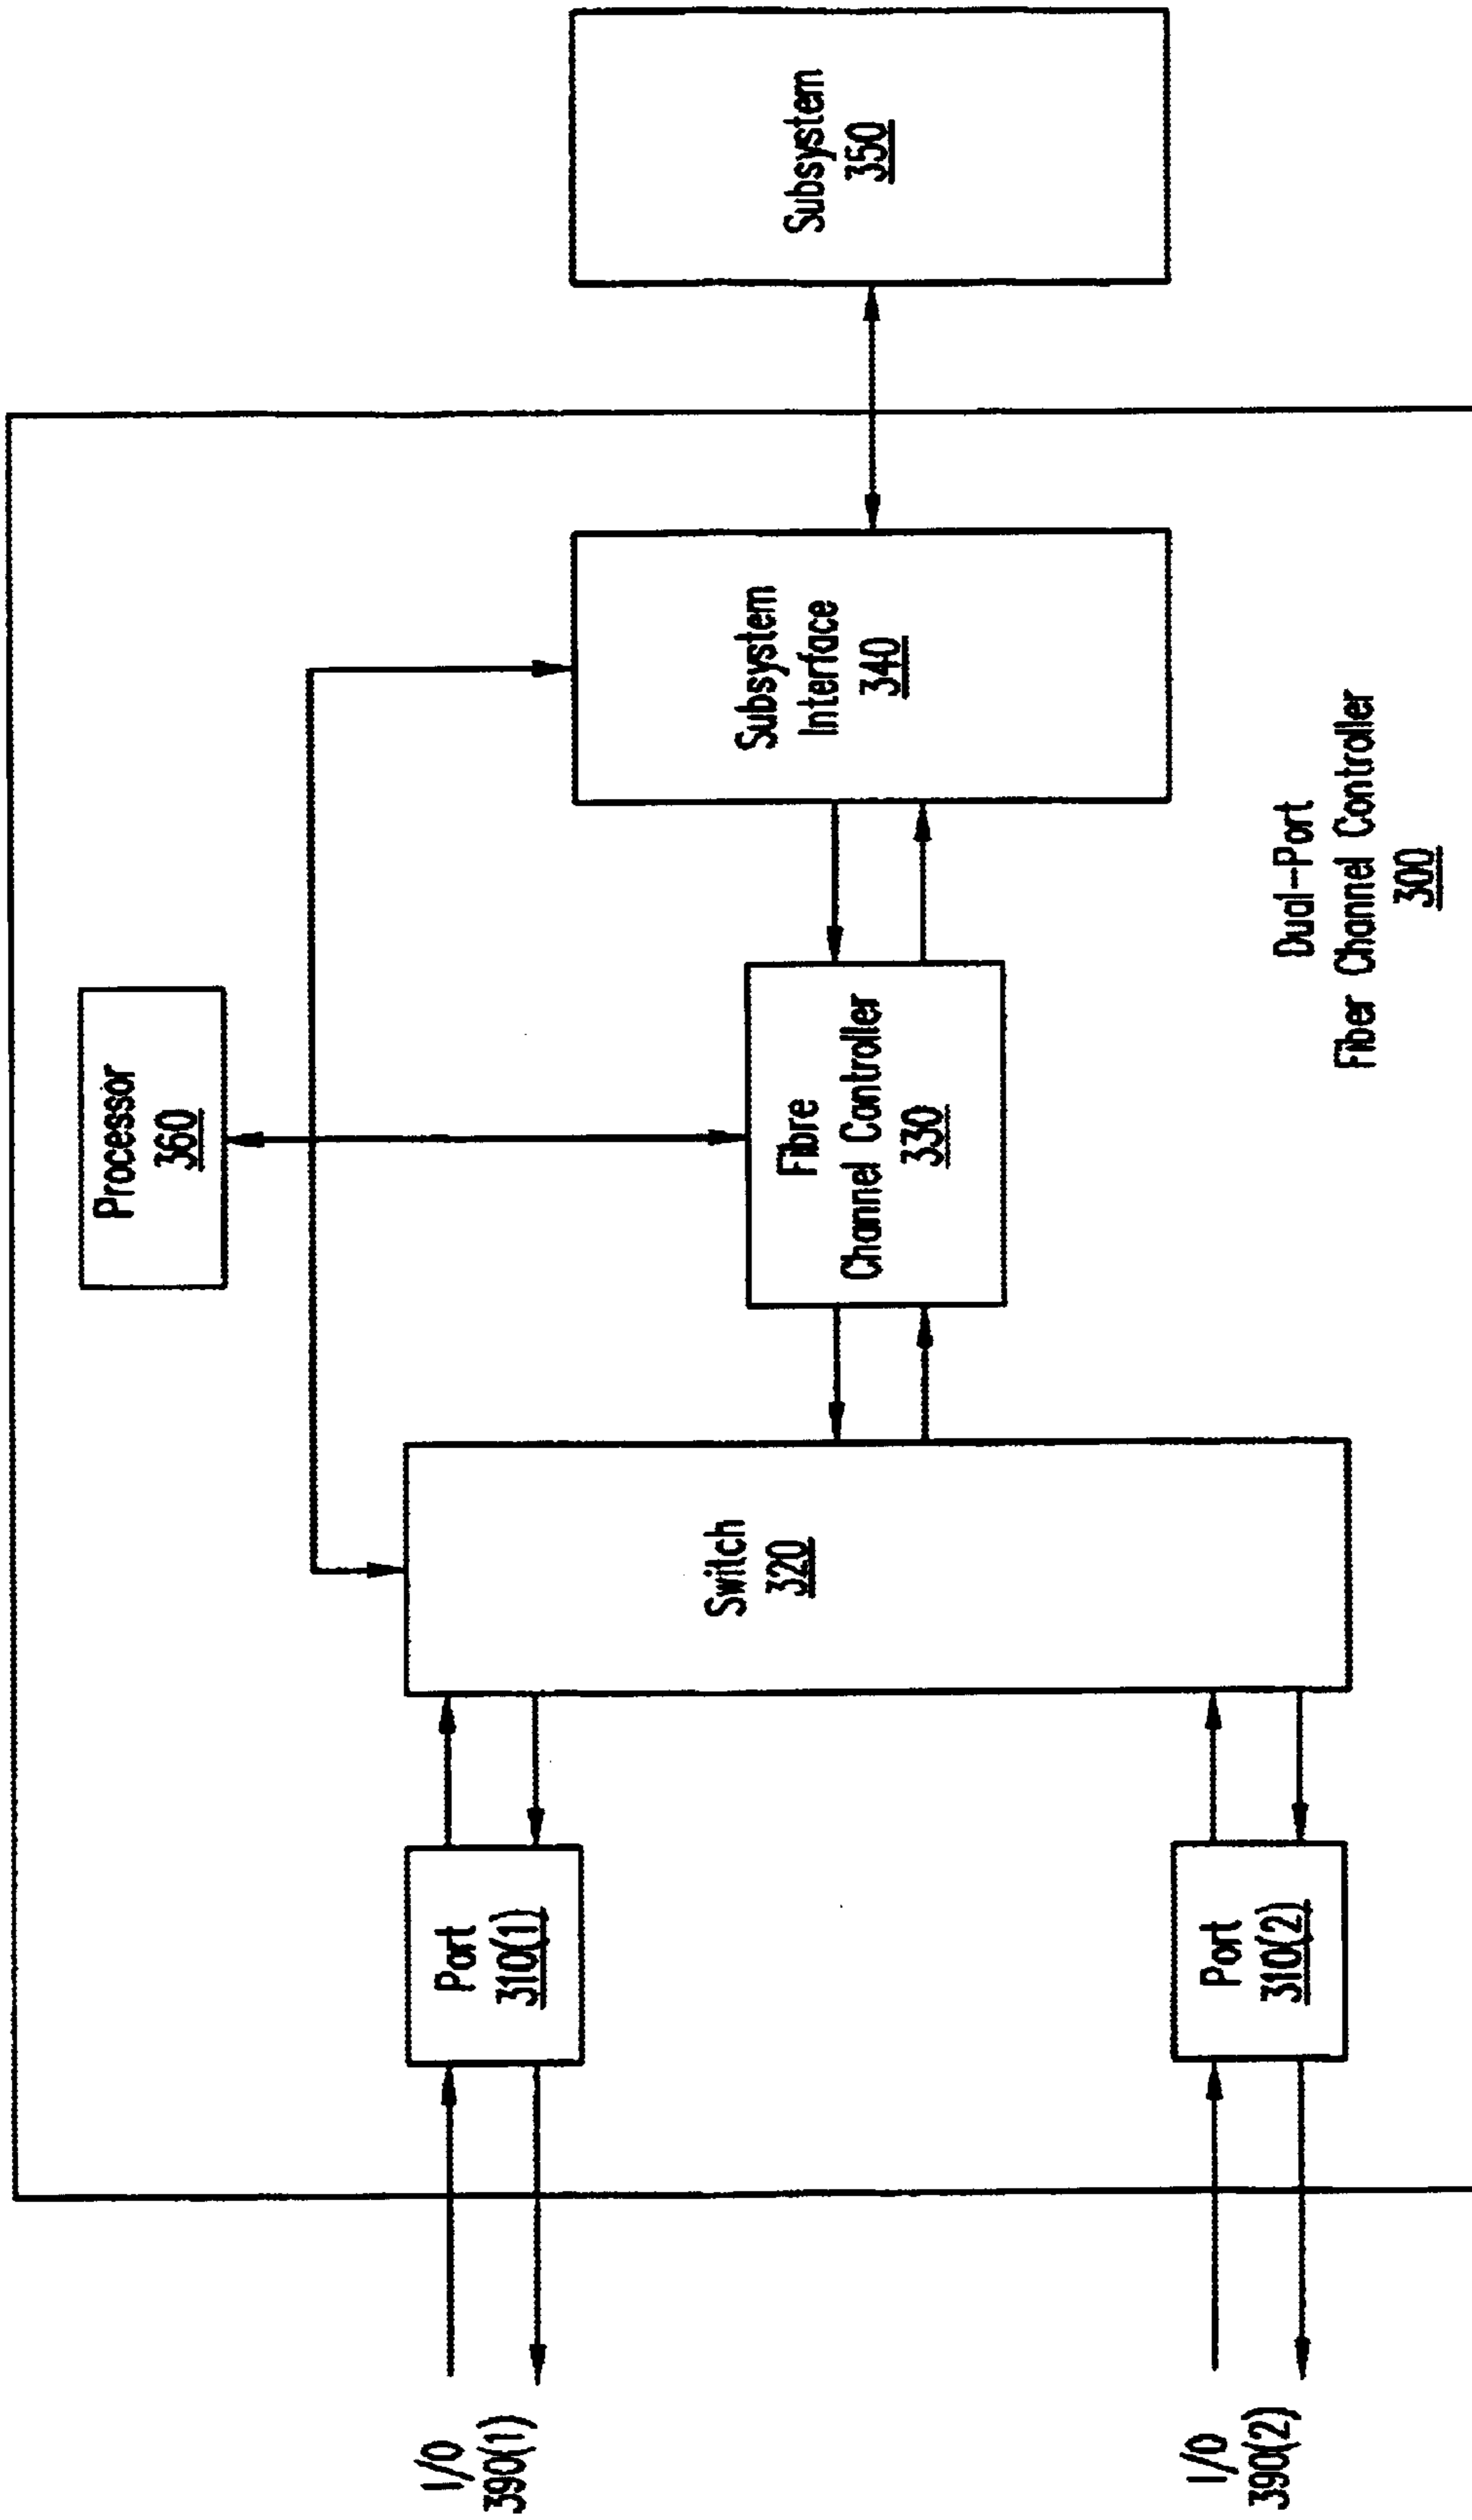 Processor
360
I/O
390(1)
Port
310(1)
Switch
320
Fibre
Channel Controller
330
Subsystem
Interface
340
Subsystem
350
I/O
390(2)
Port
310(2)
Dual-Port
Fiber Channel Controller
300